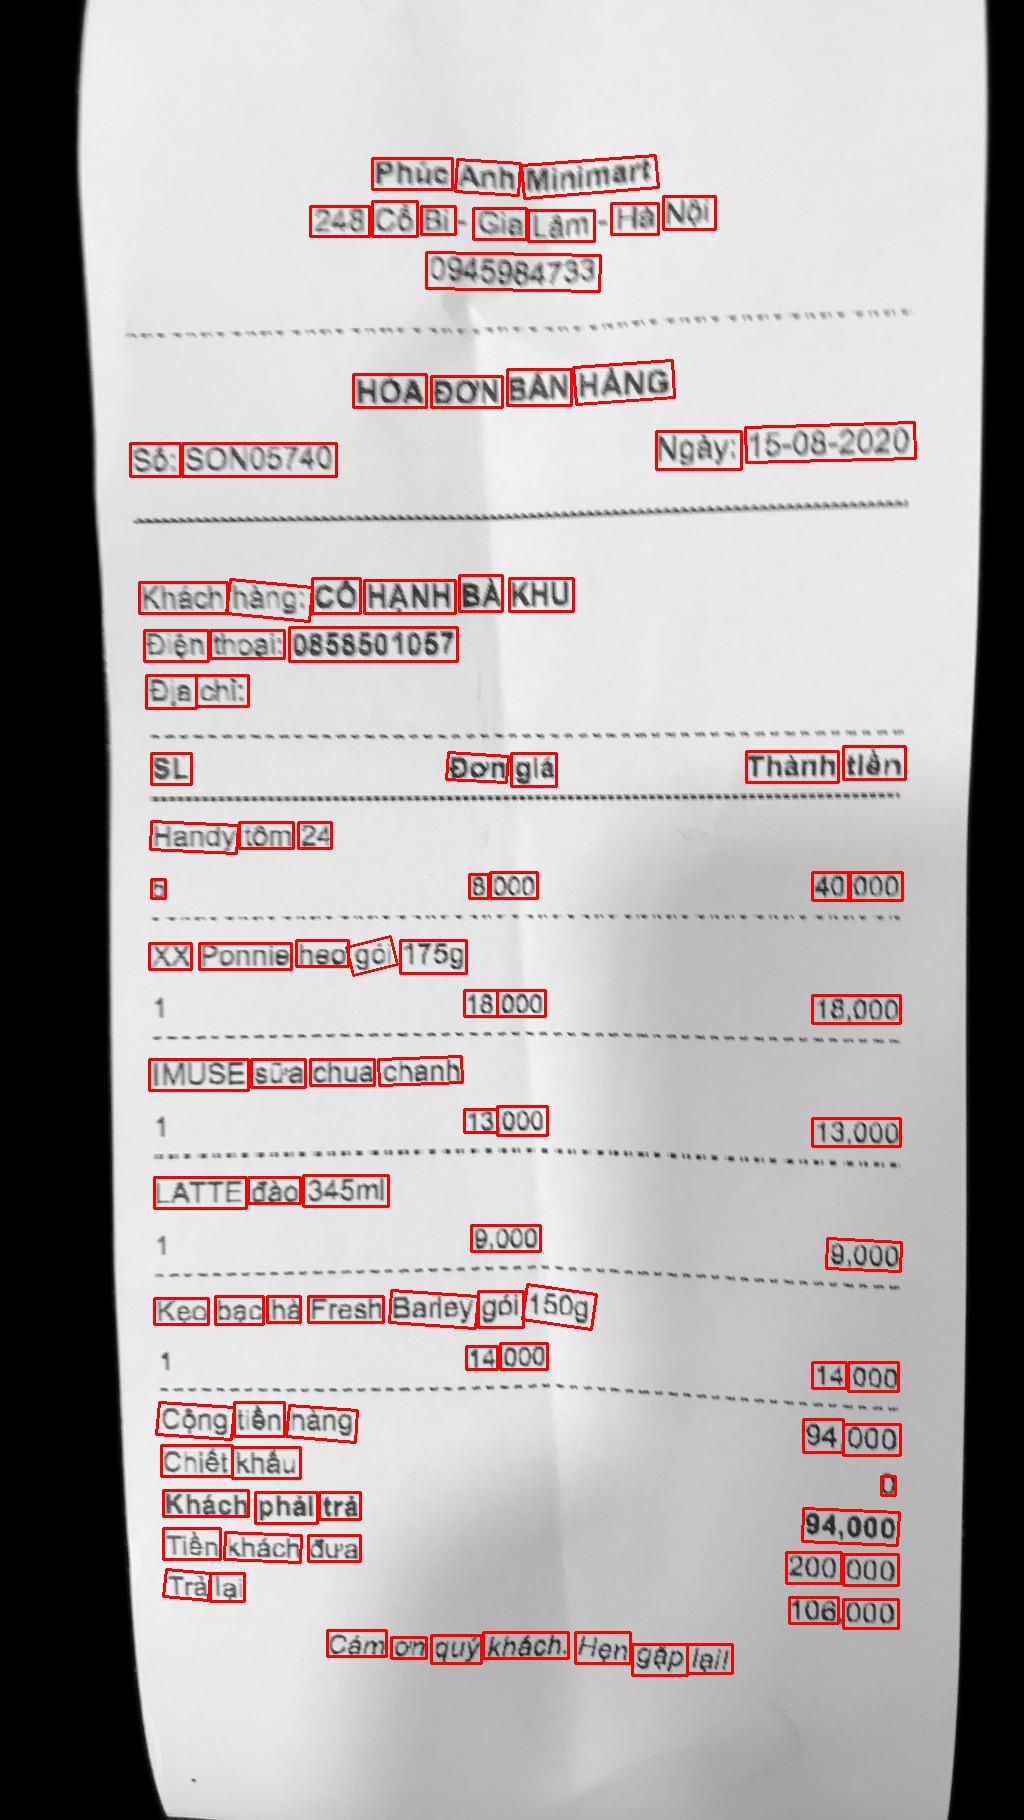 Phúc Anh Minimart
248 Cổ Bi - Gia Lâm - Hà Nội
0945984733
HÓA ĐƠN BÁN HÀNG
Số: SON05740 Ngày: 15-08-2020
Khách hàng: CÔ HẠNH BÀ KHU
Điện thoại: 0858501057
Địa chỉ:
SL Đơn giá Thành tiền
Handy tôm 24
5 8,000 40,000
XX Ponnie heo gói 175g
1 18,000 18,000
IMUSE sữa chua chanh
1 13,000 13,000
LATTE đào 345ml
1 9,000 9,000
Kẹo bạc hà Fresh Barley gói 150g
1 14,000 14,000
Cộng tiền hàng 94,000
Chiết khấu 0
Khách phải trả 94,000
Tiền khách đưa 200,000
Trả lại 106,000
Cám ơn quý khách. Hẹn gặp lại!